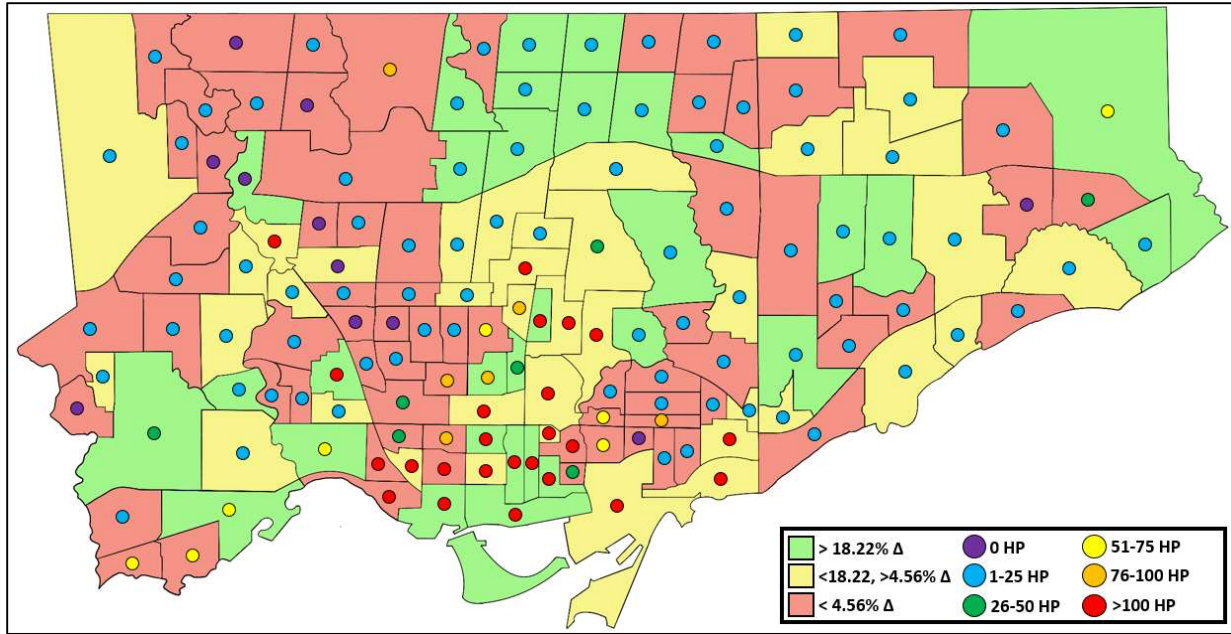 > 18.22% Δ 0 HP 51-75 HP
<18.22, >4.56% Δ 1-25 HP 76-100 HP
< 4.56% Δ 26-50 HP >100 HP